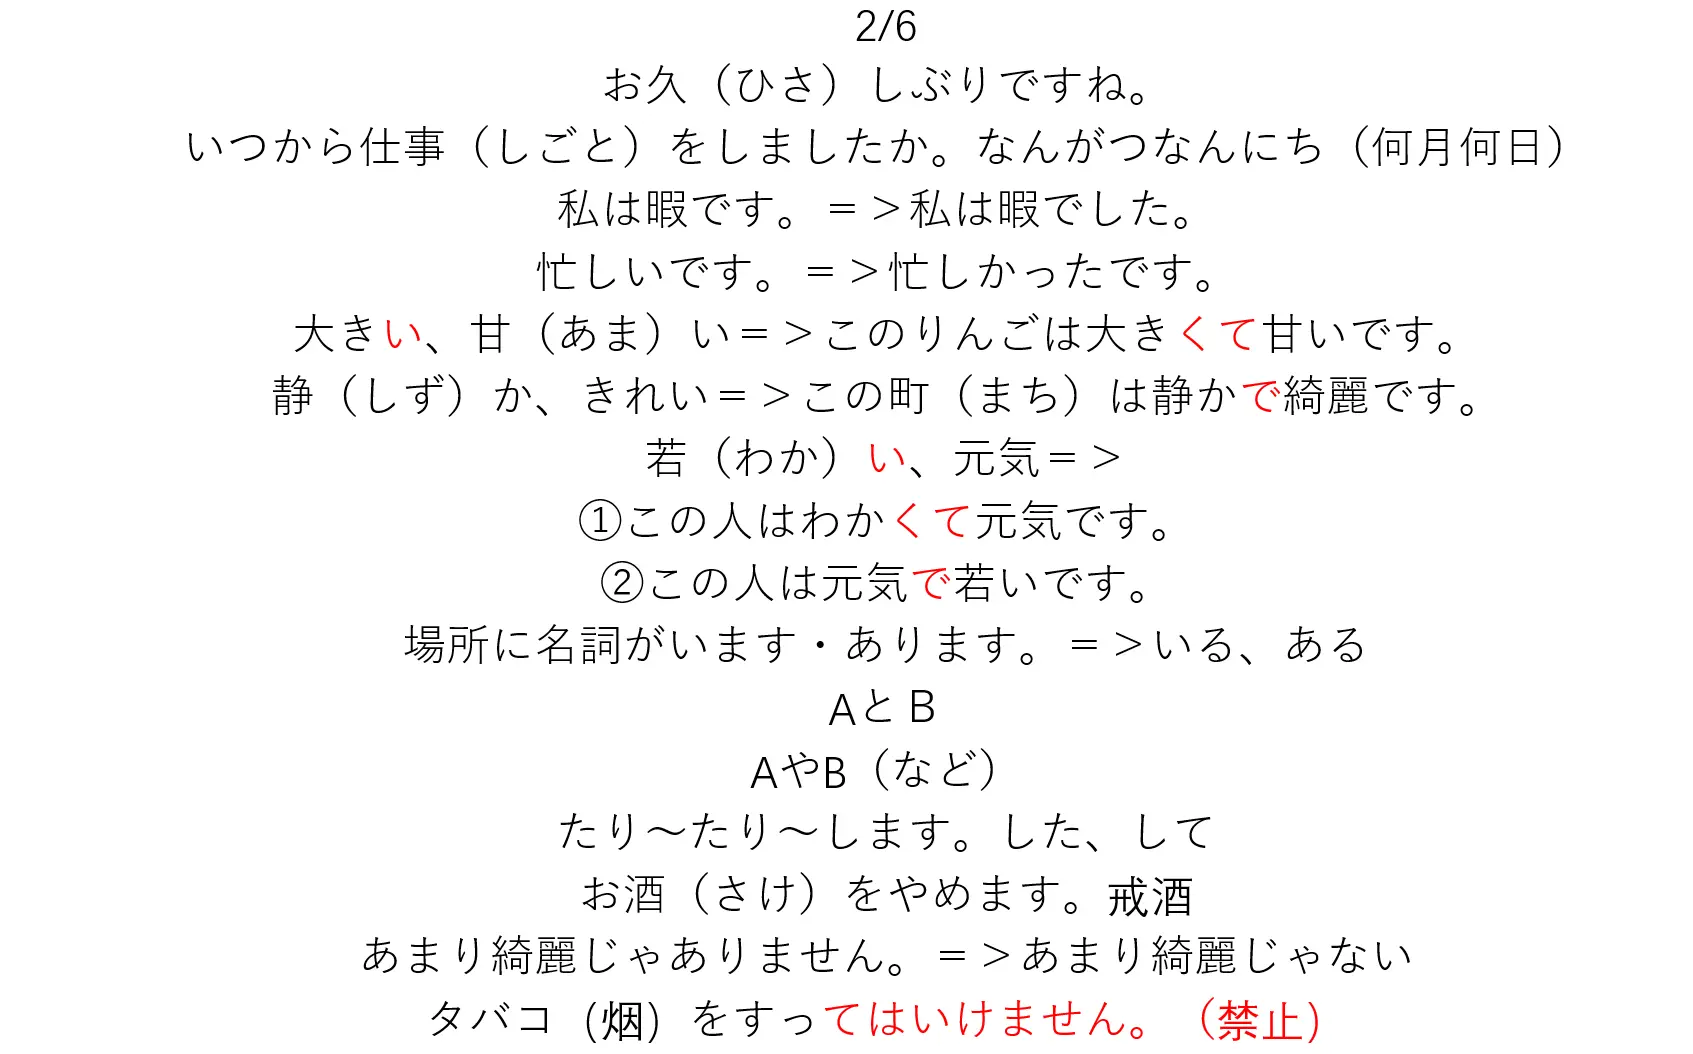 2/6
お久（ひさ）しぶりですね。
いつから仕事（しごと）をしましたか。なんがつなんにち（何月何日）
私は暇です。＝＞私は暇でした。
忙しいです。＝＞忙しかったです。
大きい、甘（あま）い＝＞このりんごは大きくて甘いです。
静（しず）か、きれい＝＞この町（まち）は静かで綺麗です。
若（わか）い、元気＝＞
①この人はわかくて元気です。
②この人は元気で若いです。
場所に名詞がいます・あります。＝＞いる、ある
AとＢ
AやB（など）
たり～たり～します。した、して
お酒（さけ）をやめます。戒酒
あまり綺麗じゃありません。＝＞あまり綺麗じゃない
タバコ（烟）をすってはいけません。（禁止）